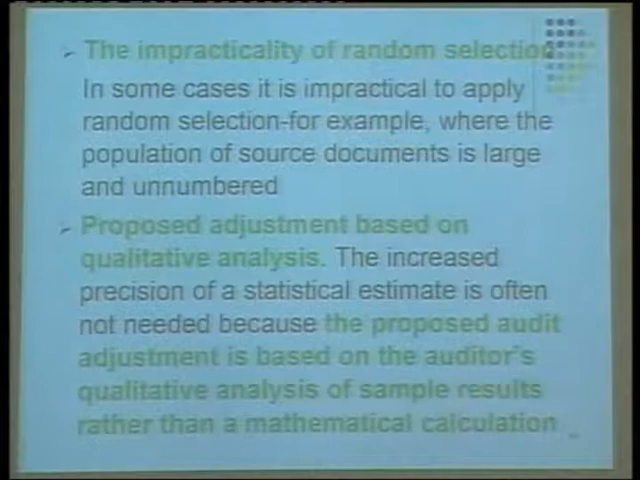 The impracticality of random selection
In some cases it is impractical to apply
random selection-for example, where the
population of source documents is large
and unnumbered
Proposed adjustment based on
qualitative analysis. The increased
precision of a statistical estimate is often
not needed because the proposed audit
adjustment is based on the auditor's
qualitative analysis of sample results
rather than a mathematical calculation